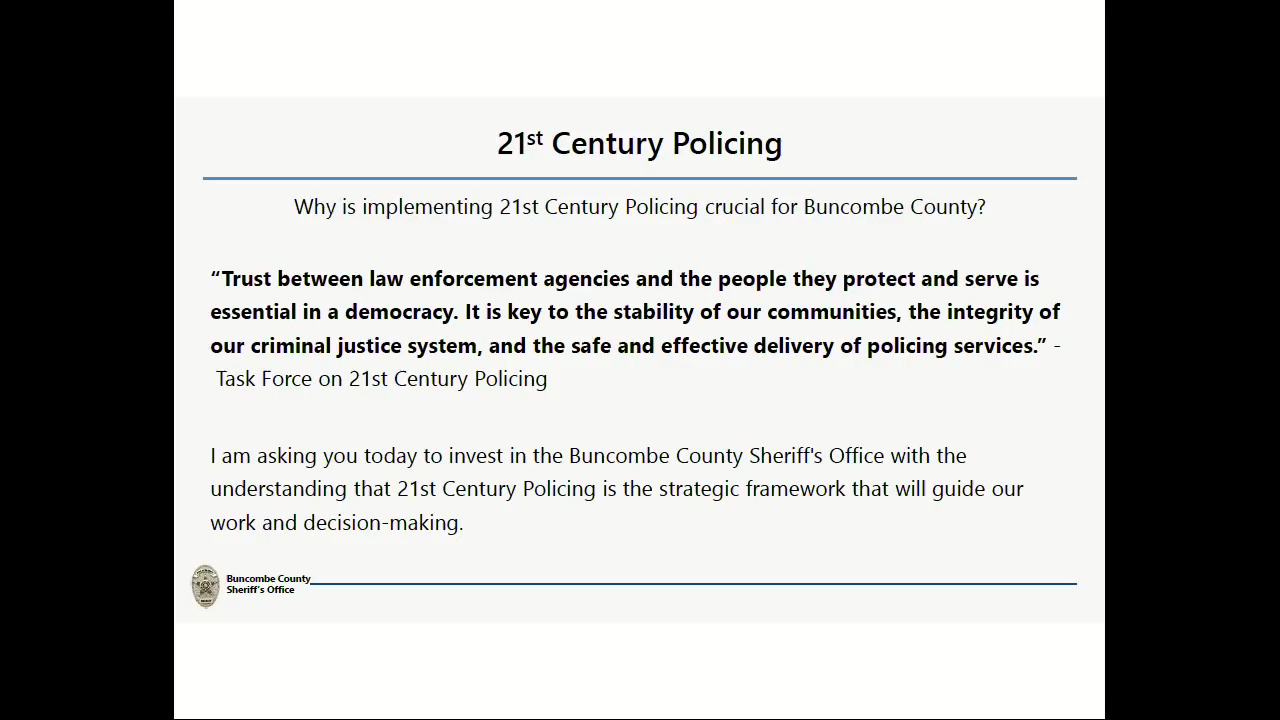 21st Century Policing
Why is implementing 21st Century Policing crucial for Buncombe County?
“Trust between law enforcement agencies and the people they protect and serve is
essential in a democracy. It is key to the stability of our communities, the integrity of
our criminal justice system, and the safe and effective delivery of policing services.” -
Task Force on 21st Century Policing
I am asking you today to invest in the Buncombe County Sheriff's Office with the
understanding that 21st Century Policing is the strategic framework that will guide our
work and decision-making.
Buncombe County
Sheriff's Office